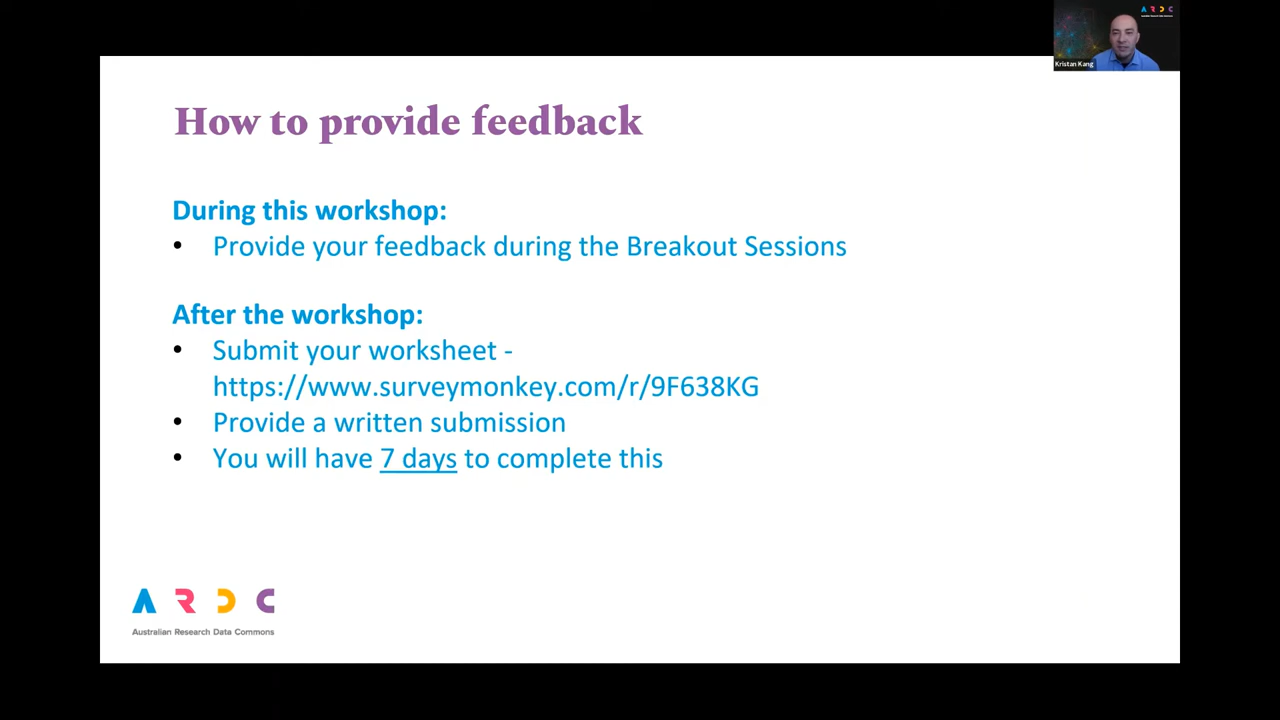 A R D C
Kristan Kang
How to provide feedback
During this workshop:
• Provide your feedback during the Breakout Sessions
After the workshop:
• Submit your worksheet -
https://www.surveymonkey.com/r/9F638KG
• Provide a written submission
• You will have 7 days to complete this
A R D C
Australian Research Data Commons